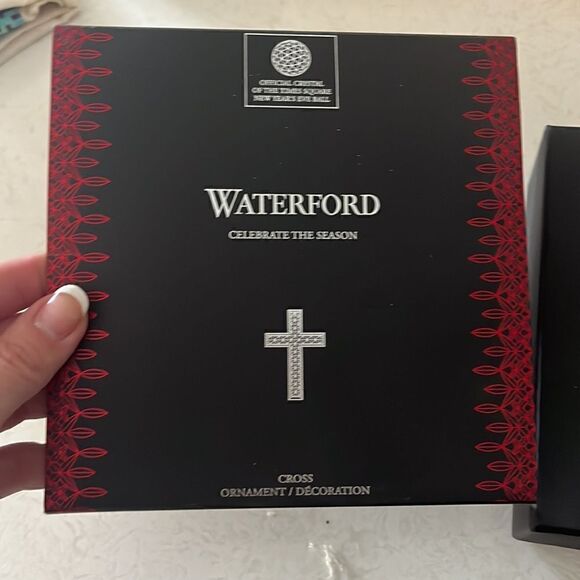 OFFICIAL CRYSTAL
OF THE TIMES SQUARE
NEW YEAR'S EVE BALL
WATERFORD
CELEBRATE THE SEASON
CROSS
ORNAMENT / DÉCORATION